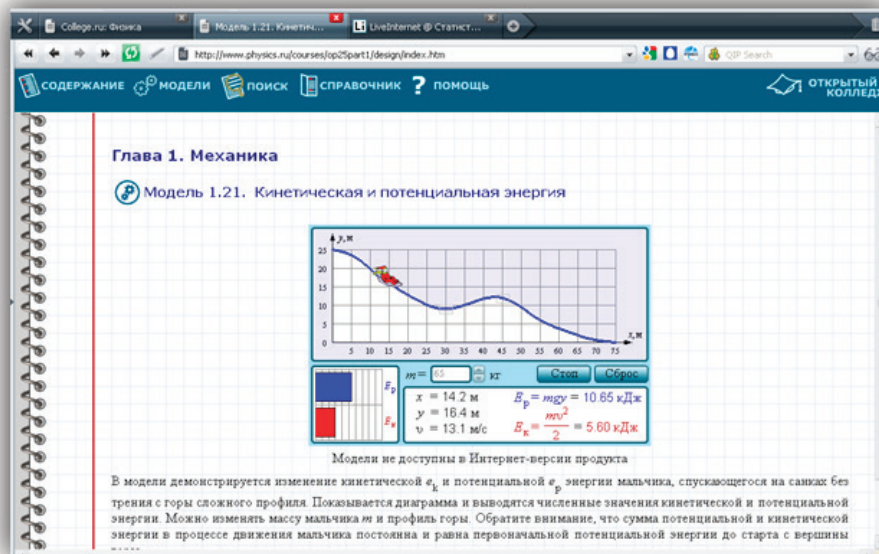 College.ru: Физика
Модель 1.21. Кинетич...
LiveInternet @ Статист...
http://www.physics.ru/courses/op25part1/design/index.htm
QIP Search
СОДЕРЖАНИЕ МОДЕЛИ ПОИСК СПРАВОЧНИК ? ПОМОЩЬ
ОТКРЫТЫЙ
КОЛЛЕДЖ
Глава 1. Механика
Модель 1.21. Кинетическая и потенциальная энергия
y, м
25
20
15
10
5
0
5 10 15 20 25 30 35 40 45 50 55 60 65 70 75
x, м
m = 65 кг
Стоп Сброс
Eр
Eк
x = 14.2 м
y = 16.4 м
υ = 13.1 м/с
Eр = mgy = 10.65 кДж
Eк = mυ²/2 = 5.60 кДж
Модели не доступны в Интернет-версии продукта
В модели демонстрируется изменение кинетической eк и потенциальной eр энергии мальчика, спускающегося на санках без
трения с горы сложного профиля. Показывается диаграмма и выводятся численные значения кинетической и потенциальной
энергии. Можно изменять массу мальчика m и профиль горы. Обратите внимание, что сумма потенциальной и кинетической
энергии в процессе движения мальчика постоянна и равна первоначальной потенциальной энергии до старта с вершины